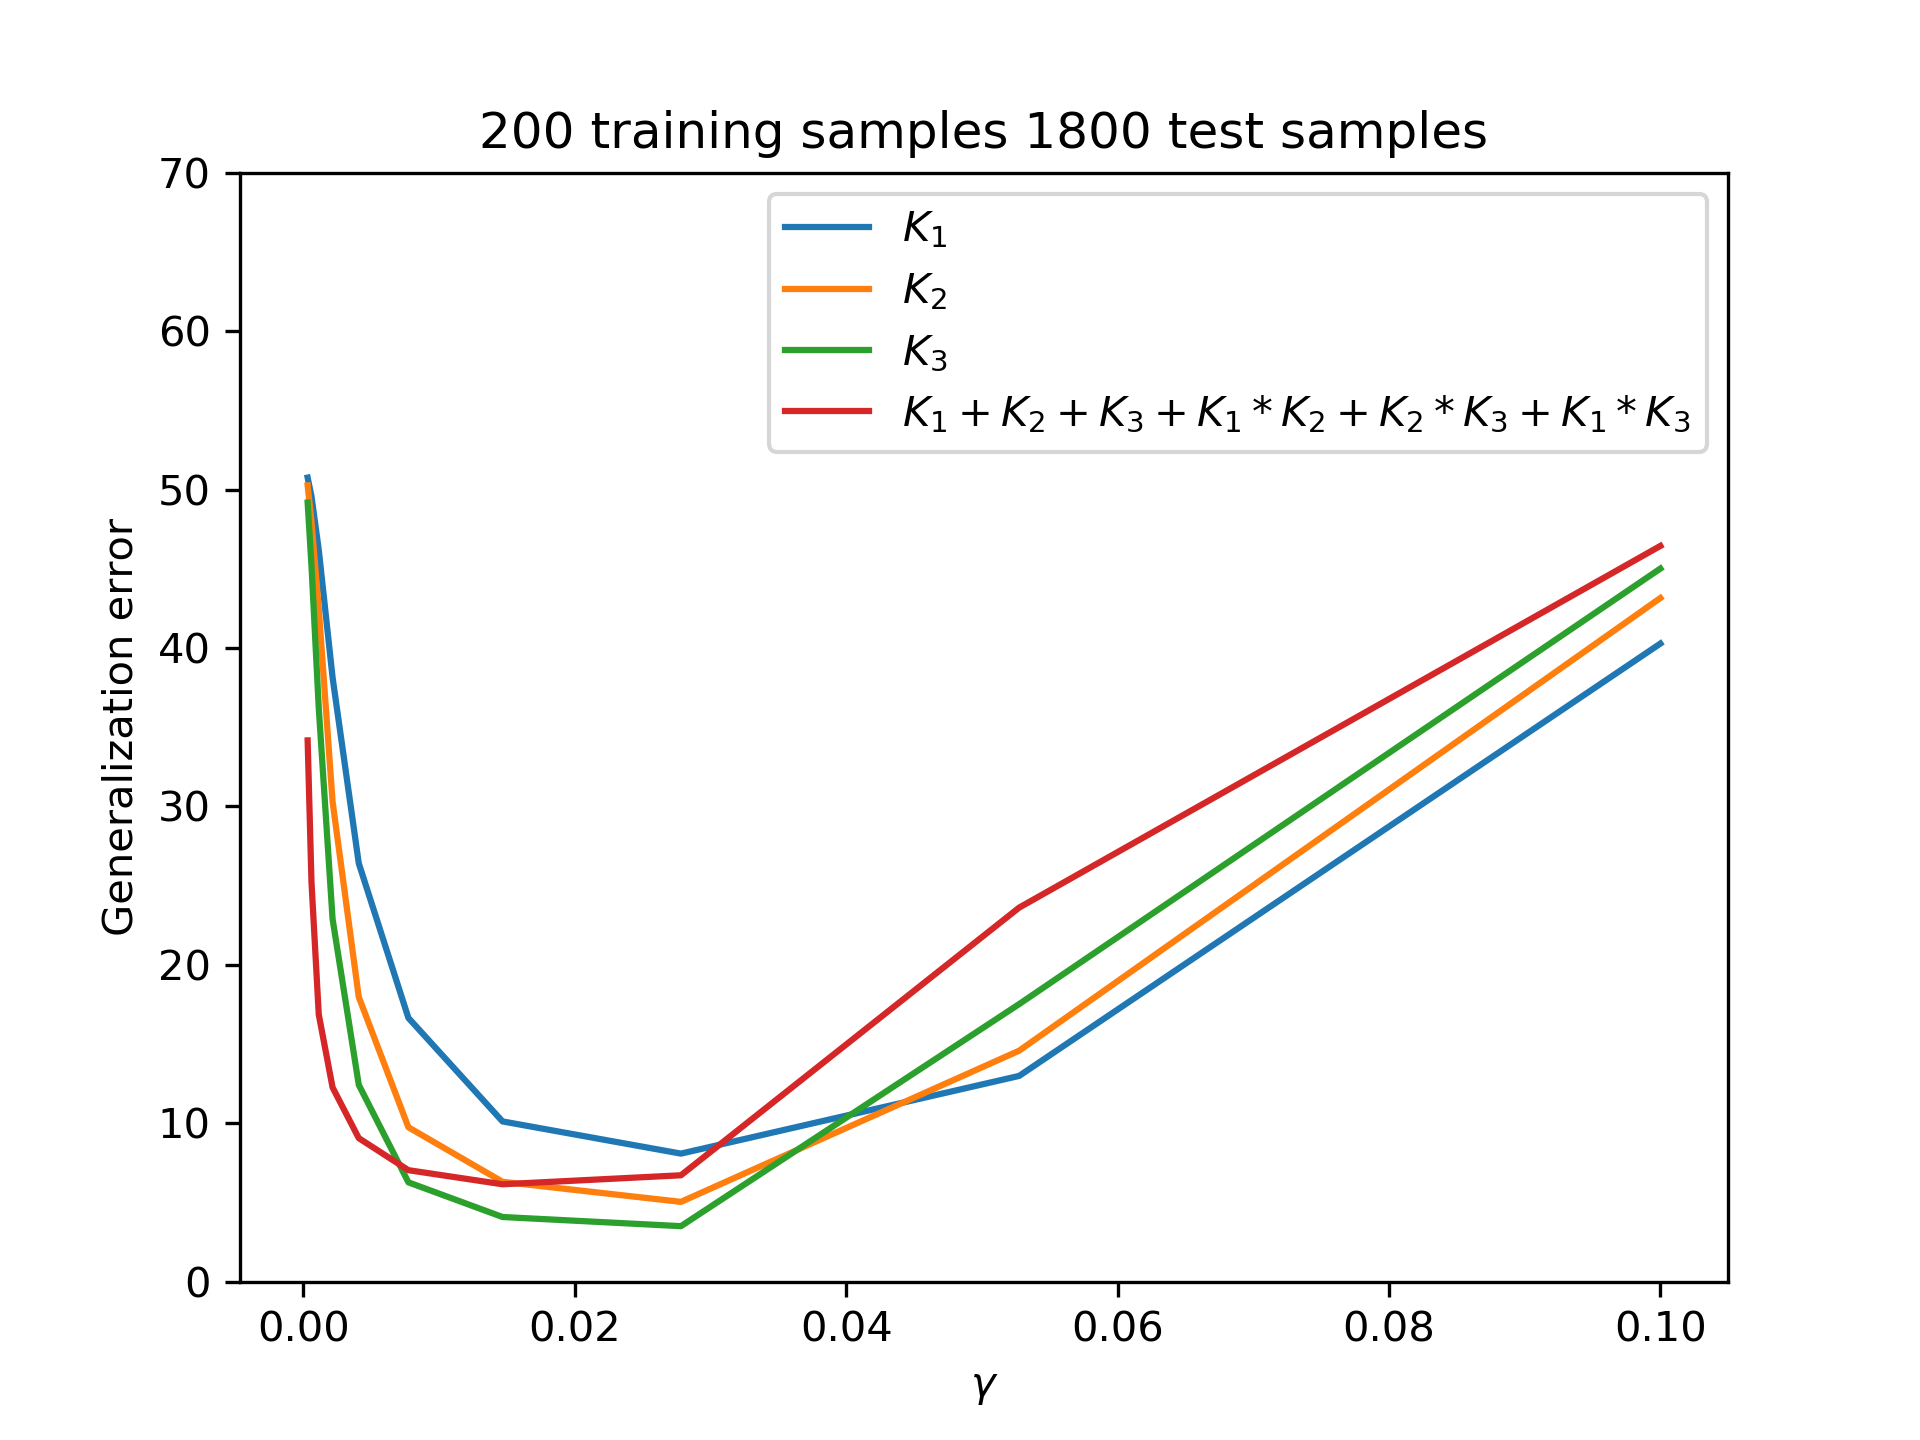 200 training samples 1800 test samples
70
60
50
40
30
20
10
0
Generalization error
K₁
K₂
K₃
K₁ + K₂ + K₃ + K₁ * K₂ + K₂ * K₃ + K₁ * K₃
0.00 0.02 0.04 0.06 0.08 0.10
γ